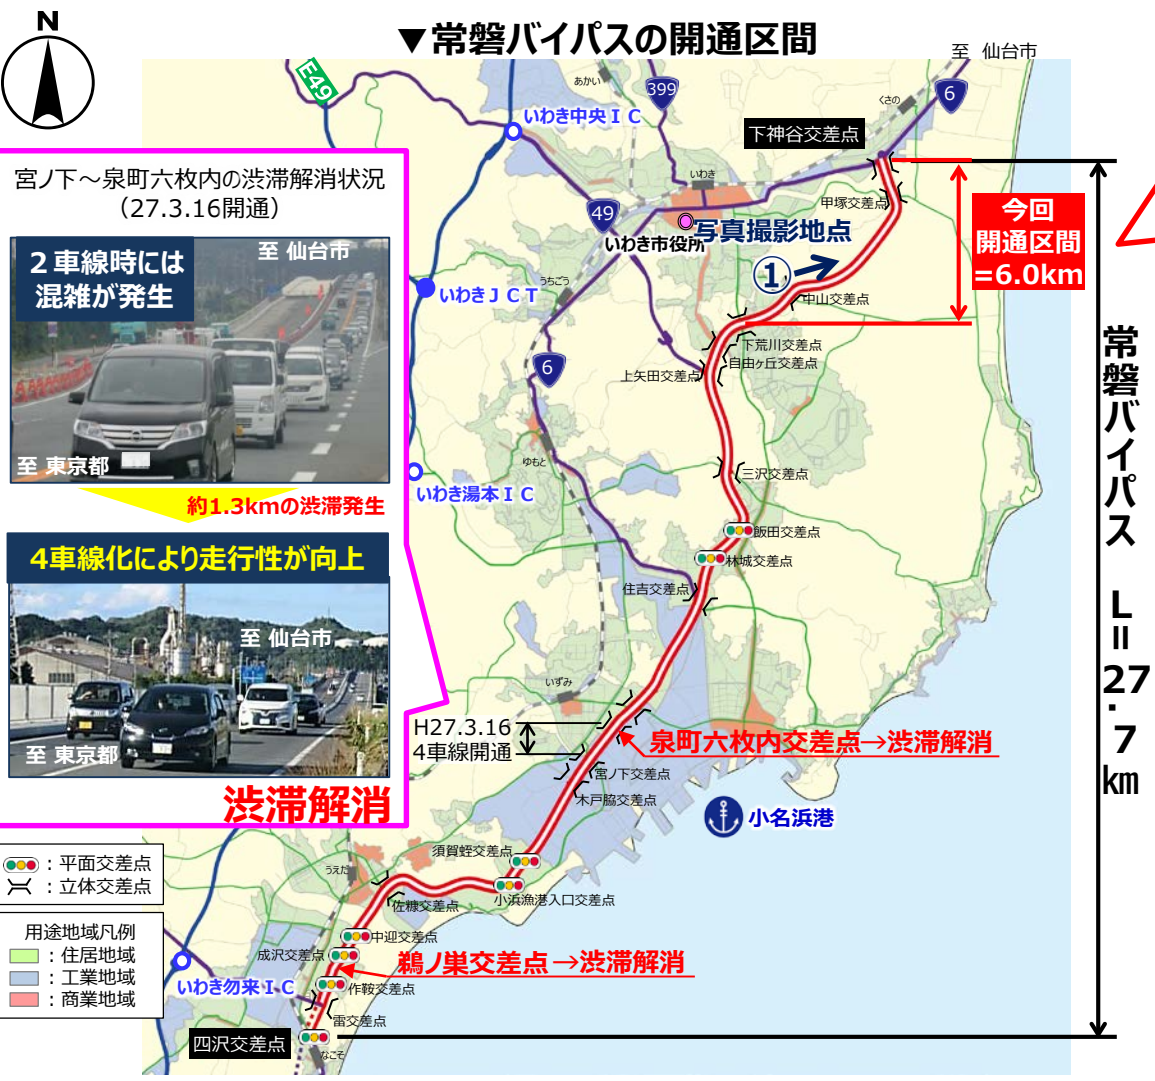 N
▼常磐バイパスの開通区間
至 仙台市
E49
あかい
399
6
くさの
いわき中央ＩＣ
下神谷交差点
宮ノ下～泉町六枚内の渋滞解消状況
（27.3.16開通）
２車線時には
混雑が発生
至 仙台市
至 東京都
約1.3kmの渋滞発生
4車線化により走行性が向上
至 仙台市
至 東京都
渋滞解消
いわき
49
甲塚交差点
今回
開通区間
=6.0km
写真撮影地点
いわき市役所
①
うちごう
いわきＪＣＴ
中山交差点
下荒川交差点
自由ヶ丘交差点
上矢田交差点
6
常磐バイパス L＝27.7km
ゆもと
いわき湯本ＩＣ
三沢交差点
飯田交差点
林城交差点
住吉交差点
いずみ
H27.3.16
4車線開通
泉町六枚内交差点→渋滞解消
宮ノ下交差点
木戸脇交差点
小名浜港
須賀蛭交差点
うえだ
小浜漁港入口交差点
佐糠交差点
中迎交差点
成沢交差点
鵜ノ巣交差点→渋滞解消
いわき勿来ＩＣ
作鞍交差点
雷交差点
四沢交差点
なこそ
：平面交差点
：立体交差点
用途地域凡例
：住居地域
：工業地域
：商業地域